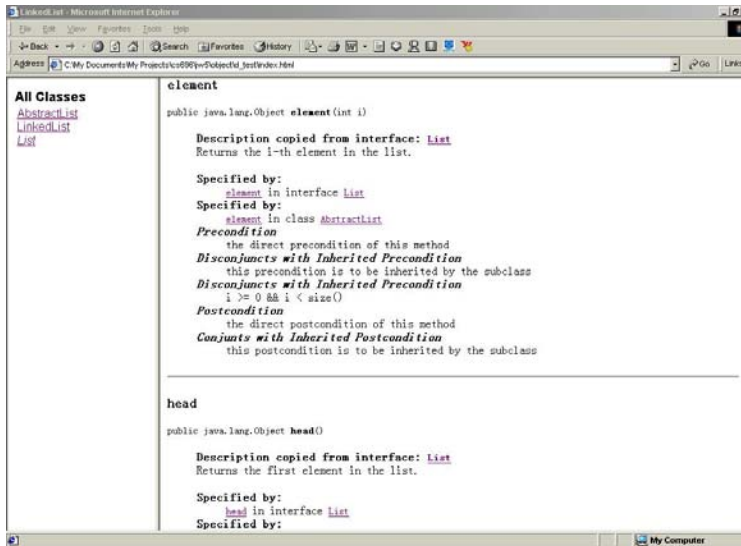 LinkedList - Microsoft Internet Explorer
File Edit View Favorites Tools Help
Back Search Favorites History
Address C:\My Documents\My Projects\cs696\jw5\object\d_test\index.html Go Links
All Classes
AbstractList
LinkedList
List
element
public java.lang.Object element(int i)
Description copied from interface: List
Returns the i-th element in the list.
Specified by:
element in interface List
Specified by:
element in class AbstractList
Precondition
the direct precondition of this method
Disconjuncts with Inherited Precondition
this precondition is to be inherited by the subclass
Disconjuncts with Inherited Precondition
i >= 0 && i < size()
Postcondition
the direct postcondition of this method
Conjunts with Inherited Postcondition
this postcondition is to be inherited by the subclass
head
public java.lang.Object head()
Description copied from interface: List
Returns the first element in the list.
Specified by:
head in interface List
Specified by:
My Computer